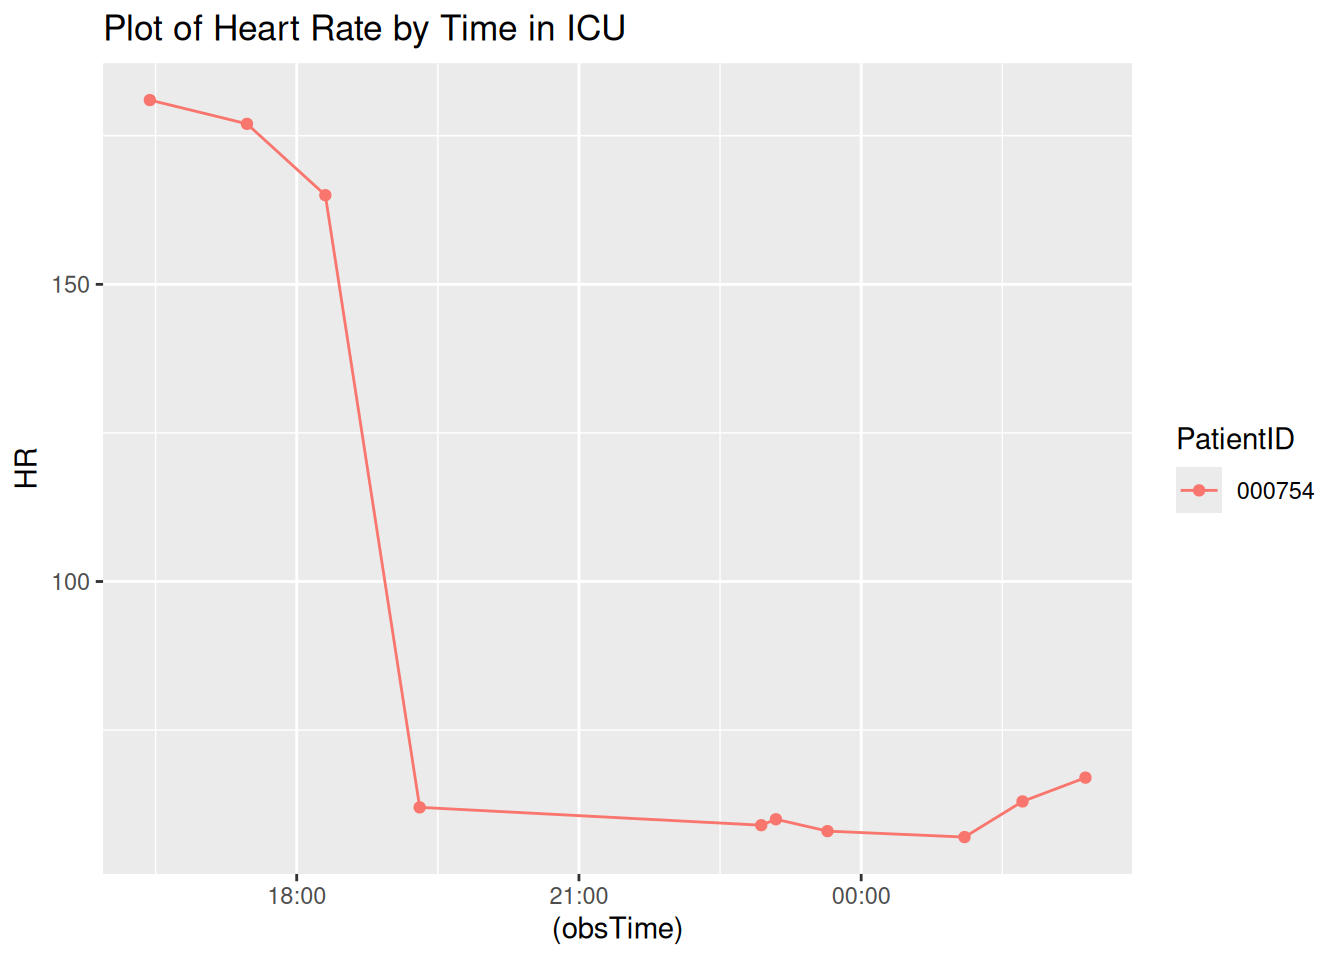 Plot of Heart Rate by Time in ICU
HR
150
100
18:00
21:00
00:00
(obsTime)
PatientID
000754